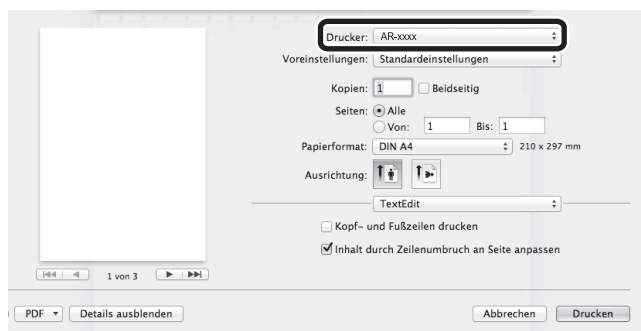 Drucker: AR-xxxx
Voreinstellungen: Standardeinstellungen
Kopien: 1 Beidseitig
Seiten: Alle
Von: 1 Bis: 1
Papierformat: DIN A4 210 x 297 mm
Ausrichtung:
TextEdit
Kopf- und Fußzeilen drucken
Inhalt durch Zeilenumbruch an Seite anpassen
1 von 3
PDF Details ausblenden Abbrechen Drucken